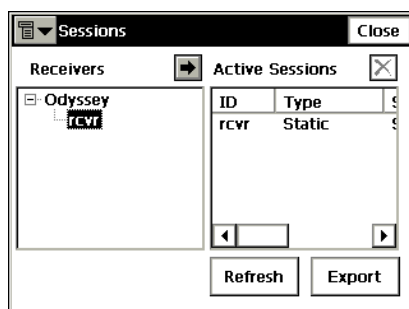 Sessions Close
Receivers Active Sessions
Odyssey
rcvr
ID Type S
rcvr Static S
Refresh Export